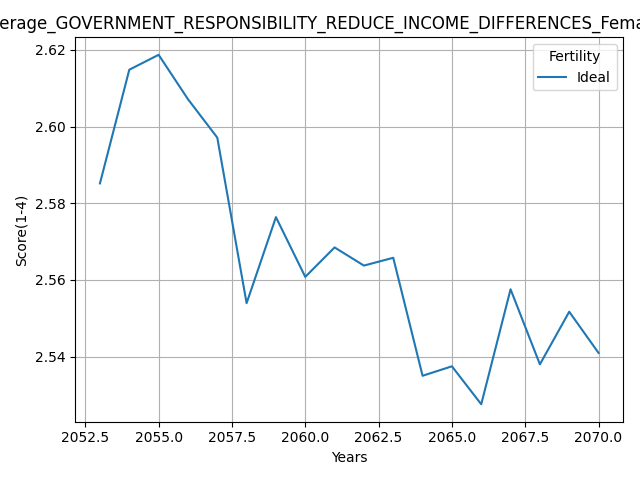 erage_GOVERNMENT_RESPONSIBILITY_REDUCE_INCOME_DIFFERENCES_Fema
Fertility
Ideal
Score(1-4)
2.62
2.60
2.58
2.56
2.54
2052.5 2055.0 2057.5 2060.0 2062.5 2065.0 2067.5 2070.0
Years